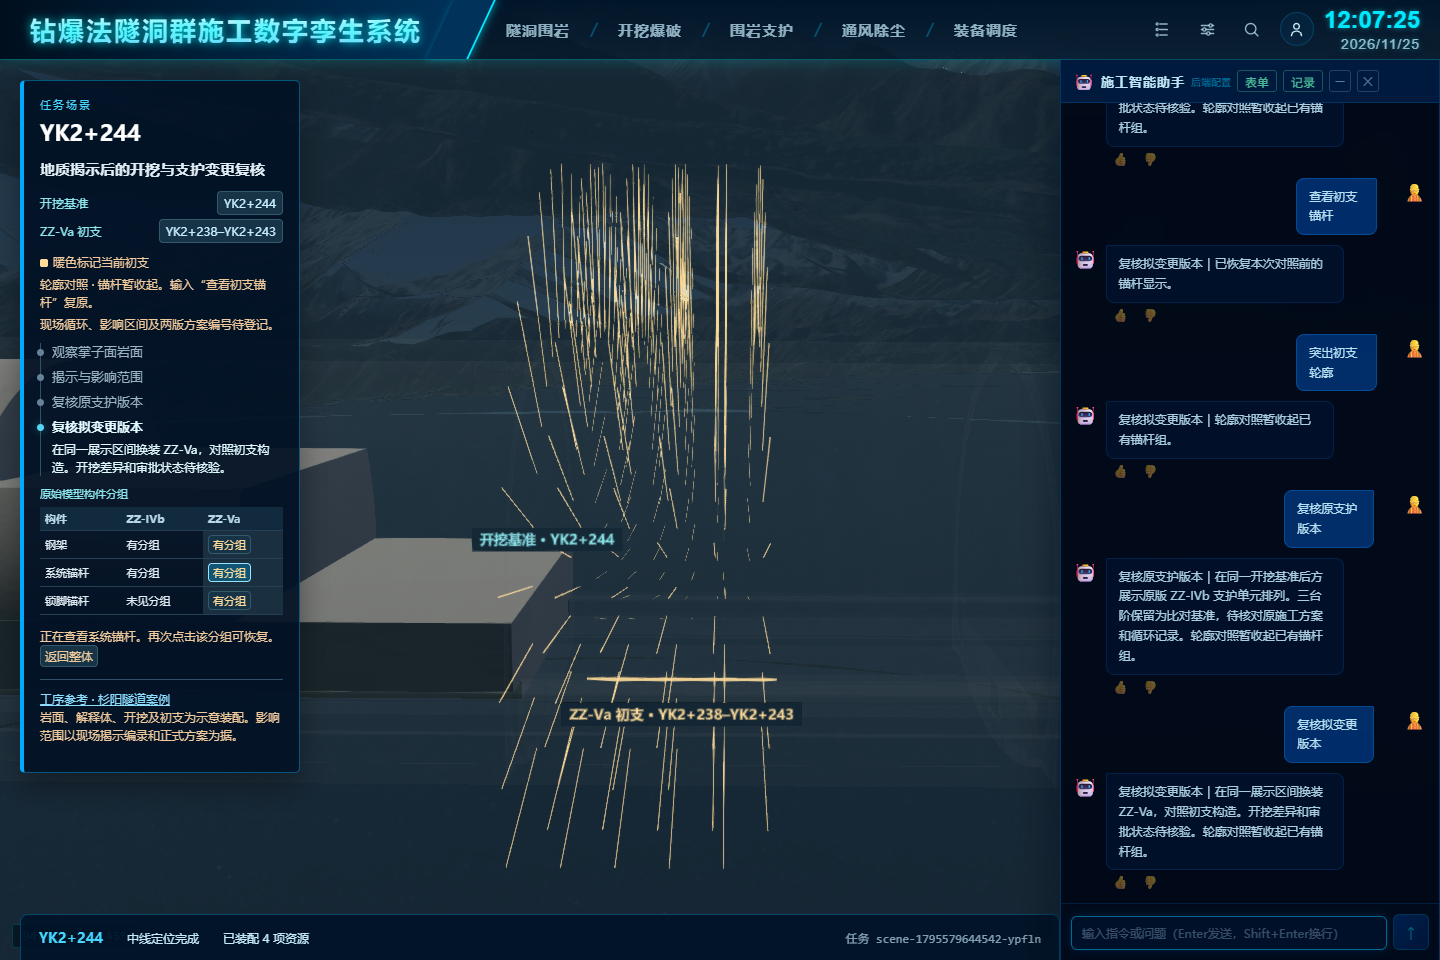 钻爆法隧洞群施工数字孪生系统
隧洞围岩 / 开挖爆破 / 围岩支护 / 通风除尘 / 装备调度
12:07:25
2026/11/25
任务场景
YK2+244
地质揭示后的开挖与支护变更复核
开挖基准 YK2+244
ZZ-Va 初支 YK2+238—YK2+243
暖色标记当前初支
轮廓对照 · 锚杆暂收起。输入“查看初支锚
杆”复原。
现场循环、影响区间及两版方案编号待登记。
观察掌子面岩面
揭示与影响范围
复核原支护版本
复核拟变更版本
在同一展示区间换装 ZZ-Va，对照初支构
造。开挖差异和审批状态待核验。
原始模型构件分组
构件 ZZ-IVb ZZ-Va
钢架 有分组 有分组
系统锚杆 有分组 有分组
锁脚锚杆 未见分组 有分组
正在查看系统锚杆。再次点击该分组可恢复。
返回整体
工序参考 · 杉阳隧道案例
岩面、解释体、开挖及初支为示意装配。影响
范围以现场揭示编录和正式方案为据。
开挖基准 · YK2+244
ZZ-Va 初支 · YK2+238—YK2+243
YK2+244 中线定位完成 已装配 4 项资源
任务 scene-1795579644542-ypfln
施工智能助手 后端配置 表单 记录
批状态待核验。轮廓对照暂收起已有锚
杆组。
查看初支
锚杆
复核拟变更版本 | 已恢复本次对照前的
锚杆显示。
突出初支
轮廓
复核拟变更版本 | 轮廓对照暂收起已
有锚杆组。
复核原支护
版本
复核原支护版本 | 在同一开挖基准后方
展示原版 ZZ-IVb 支护单元排列。三台
阶保留为比对基准，待核对原施工方案
和循环记录。轮廓对照暂收起已有锚杆
组。
复核拟变更
版本
复核拟变更版本 | 在同一展示区间换装
ZZ-Va，对照初支构造。开挖差异和审
批状态待核验。轮廓对照暂收起已有锚
杆组。
输入指令或问题（Enter发送，Shift+Enter换行）